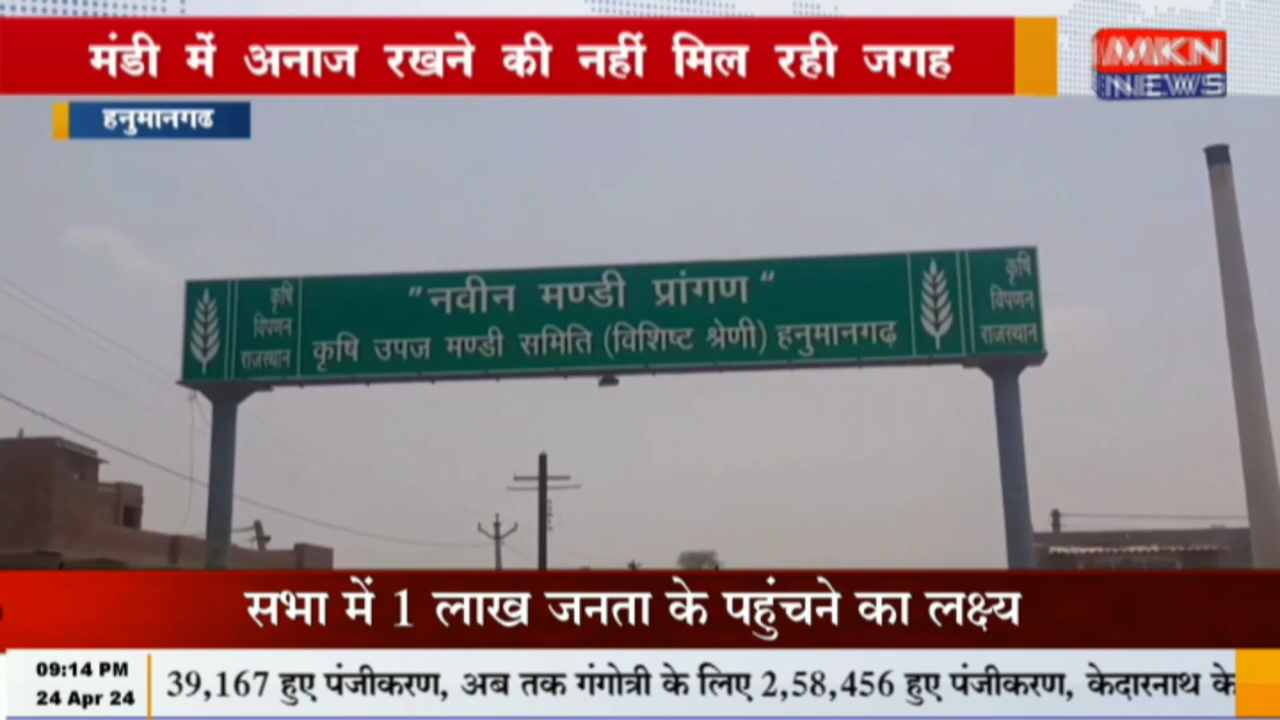 मंडी में अनाज रखने की नहीं मिल रही जगह
MKN
NEWS
हनुमानगढ
कृषि
विपणन
राजस्थान
"नवीन मण्डी प्रांगण"
कृषि उपज मण्डी समिति (विशिष्ट श्रेणी) हनुमानगढ़
कृषि
विपणन
राजस्थान
सभा में 1 लाख जनता के पहुंचने का लक्ष्य
09:14 PM
24 Apr 24
39,167 हुए पंजीकरण, अब तक गंगोत्री के लिए 2,58,456 हुए पंजीकरण, केदारनाथ के